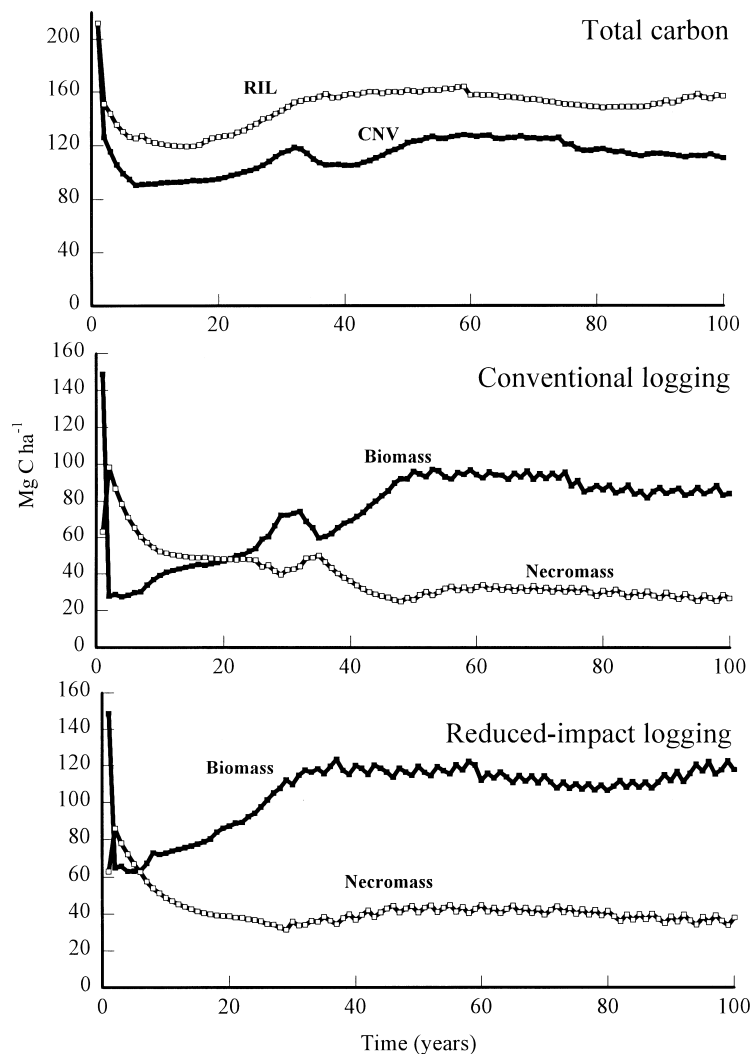 Total carbon
200
160
120
80
40
0
RIL
CNV
0 20 40 60 80 100
Mg C ha-1
Conventional logging
160
140
120
100
80
60
40
20
0
Biomass
Necromass
0 20 40 60 80 100
Reduced-impact logging
160
140
120
100
80
60
40
20
0
Biomass
Necromass
0 20 40 60 80 100
Time (years)